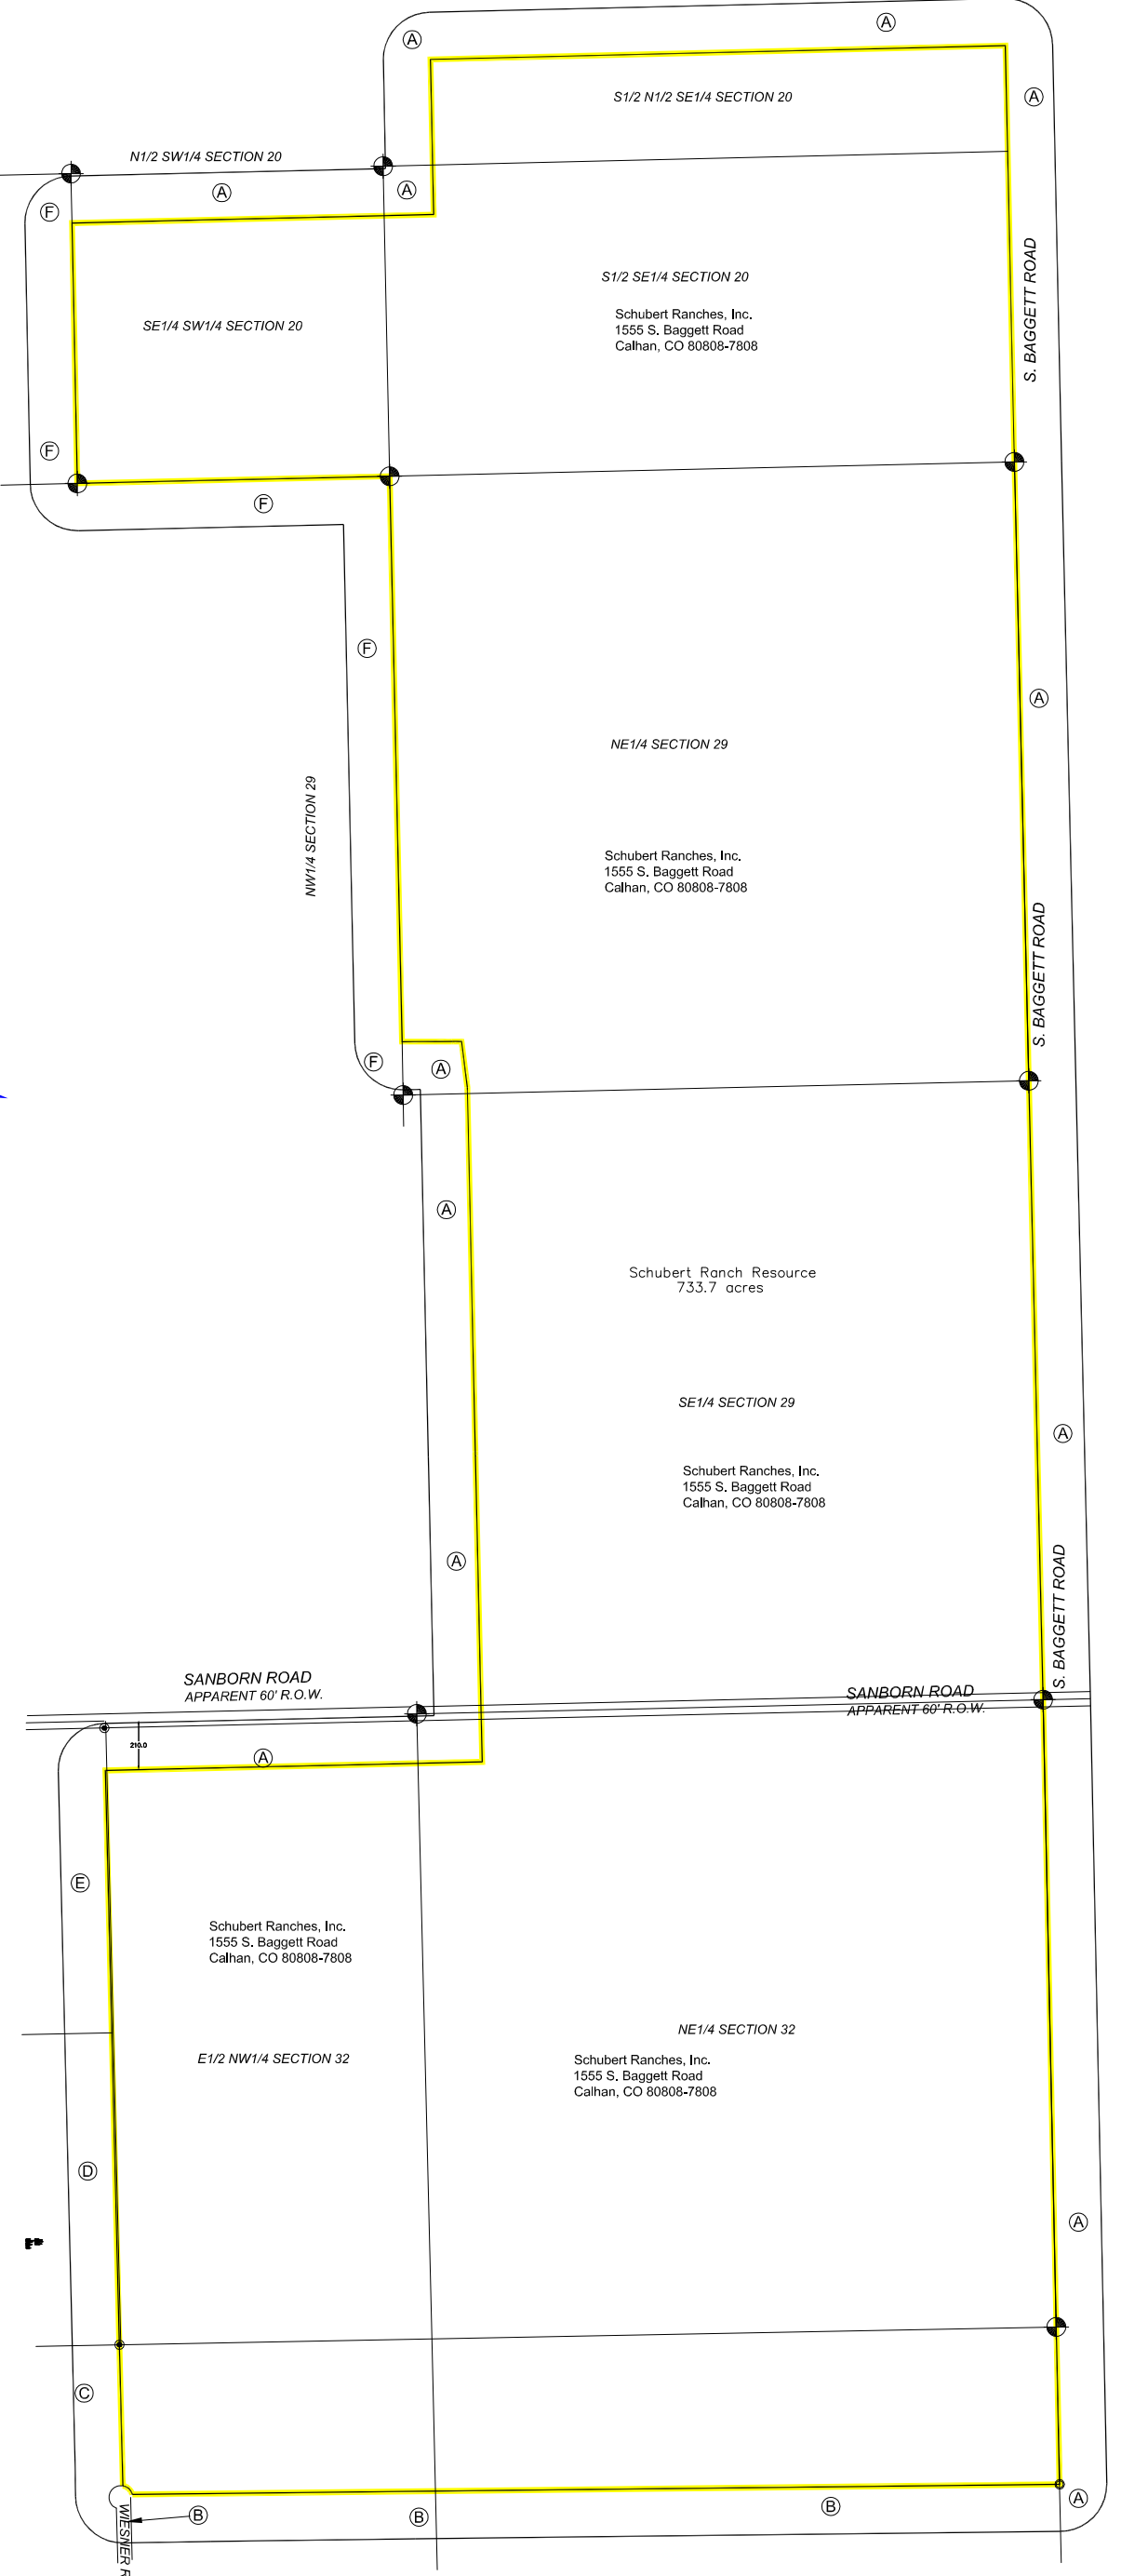 A
A
S1/2 N1/2 SE1/4 SECTION 20
A
N1/2 SW1/4 SECTION 20
A
A
F
S. BAGGETT ROAD
S1/2 SE1/4 SECTION 20
Schubert Ranches, Inc.
1555 S. Baggett Road
Calhan, CO 80808-7808
SE1/4 SW1/4 SECTION 20
F
F
F
A
NE1/4 SECTION 29
NW1/4 SECTION 29
Schubert Ranches, Inc.
1555 S. Baggett Road
Calhan, CO 80808-7808
S. BAGGETT ROAD
F
A
A
Schubert Ranch Resource
733.7 acres
SE1/4 SECTION 29
A
Schubert Ranches, Inc.
1555 S. Baggett Road
Calhan, CO 80808-7808
A
S. BAGGETT ROAD
SANBORN ROAD
APPARENT 60' R.O.W.
SANBORN ROAD
APPARENT 60' R.O.W.
210.0
A
E
Schubert Ranches, Inc.
1555 S. Baggett Road
Calhan, CO 80808-7808
NE1/4 SECTION 32
E1/2 NW1/4 SECTION 32
Schubert Ranches, Inc.
1555 S. Baggett Road
Calhan, CO 80808-7808
D
A
C
A
B
B
B
WIESNER R